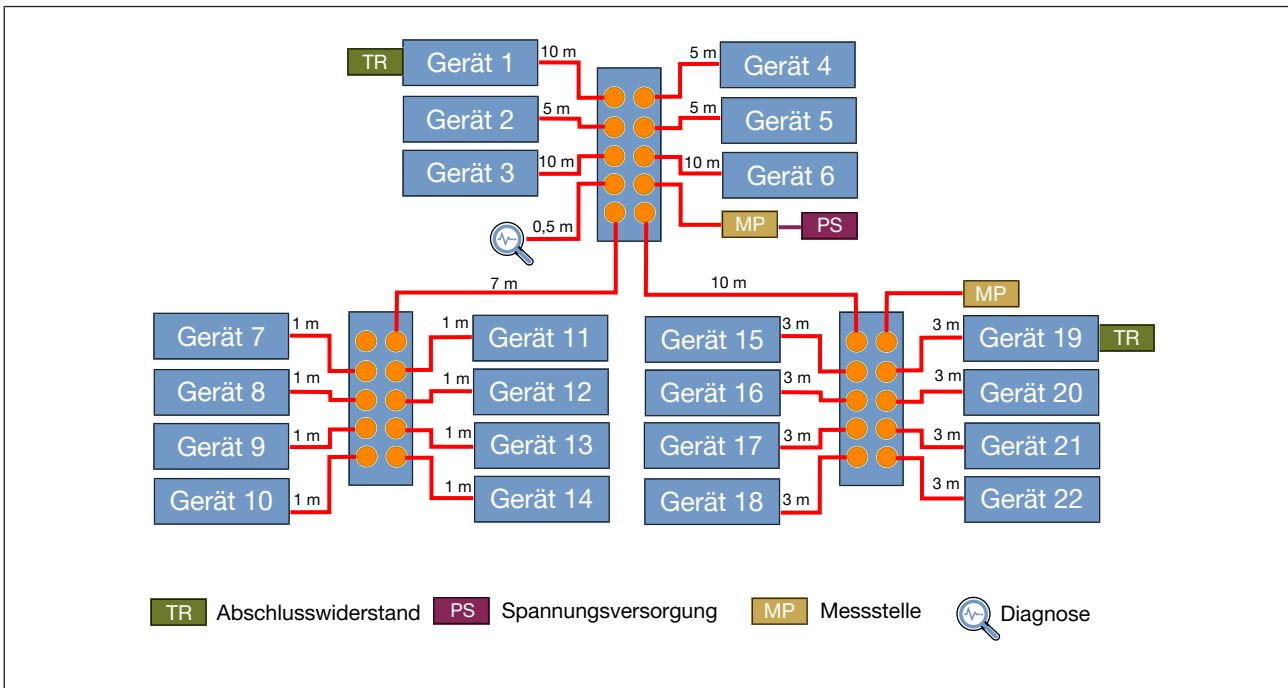 TR Gerät 1 10 m
5 m Gerät 4
Gerät 2 5 m
5 m Gerät 5
Gerät 3 10 m
10 m Gerät 6
0,5 m
MP PS
7 m
10 m
MP
Gerät 7 1 m
1 m Gerät 11
Gerät 8 1 m
1 m Gerät 12
Gerät 9 1 m
1 m Gerät 13
Gerät 10 1 m
1 m Gerät 14
Gerät 15 3 m
3 m Gerät 19 TR
Gerät 16 3 m
3 m Gerät 20
Gerät 17 3 m
3 m Gerät 21
Gerät 18 3 m
3 m Gerät 22
TR Abschlusswiderstand PS Spannungsversorgung MP Messstelle Diagnose